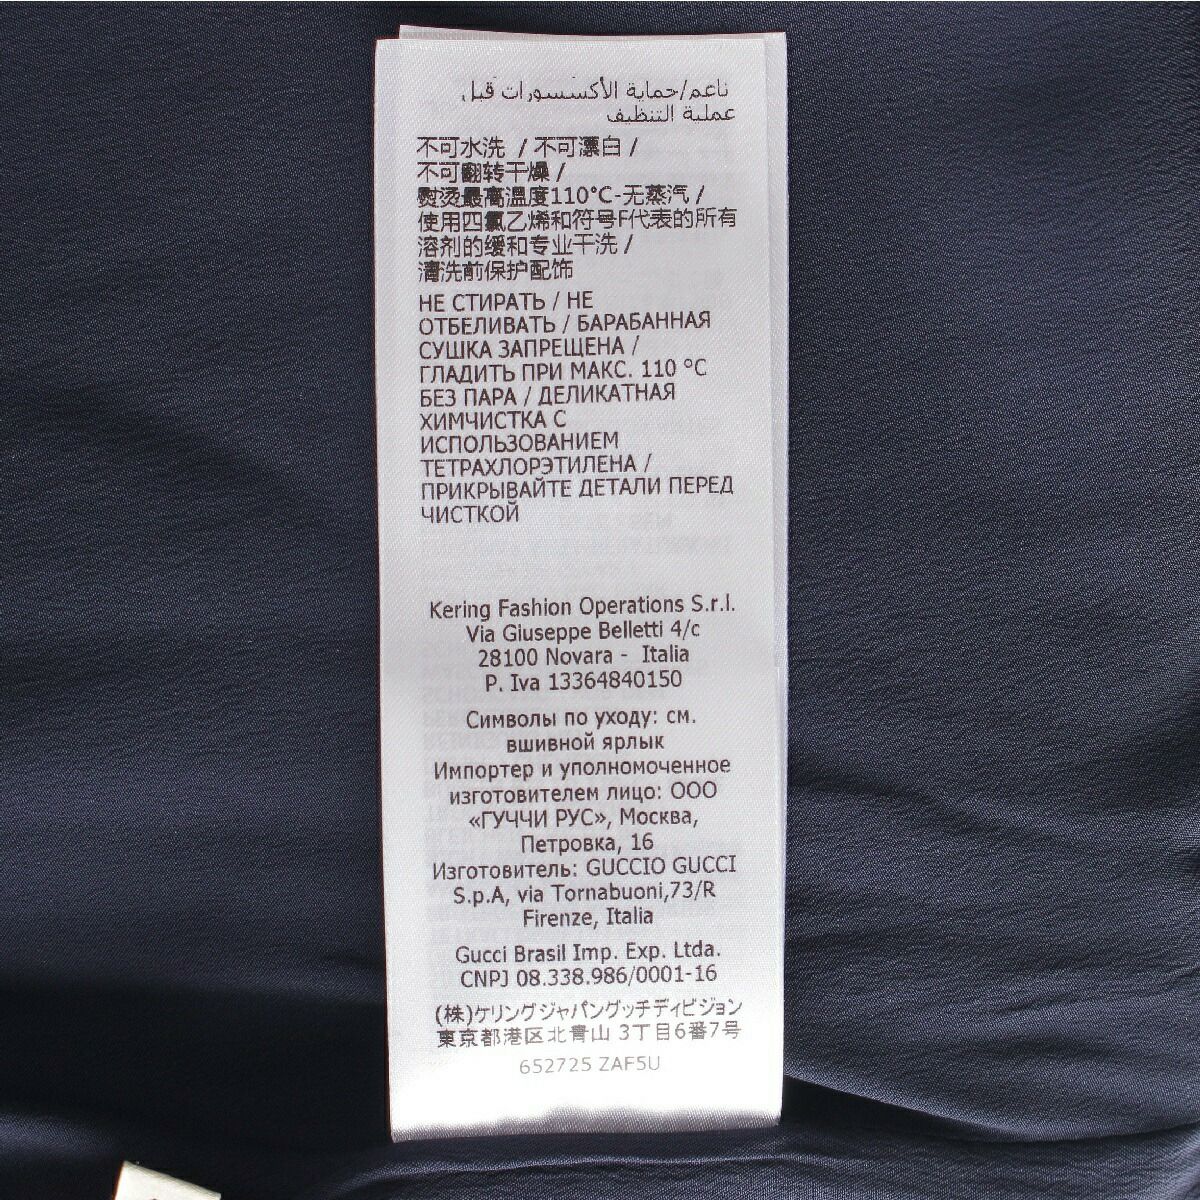 ناعم/حماية الأكسسورات قبل
عملية التنظيف
不可水洗 / 不可漂白 /
不可翻转干燥 /
熨烫最高温度110°C-无蒸汽 /
使用四氯乙烯和符号F代表的所有
溶剂的缓和专业干洗 /
清洗前保护配饰
НЕ СТИРАТЬ / НЕ
ОТБЕЛИВАТЬ / БАРАБАННАЯ
СУШКА ЗАПРЕЩЕНА /
ГЛАДИТЬ ПРИ МАКС. 110 °C
БЕЗ ПАРА / ДЕЛИКАТНАЯ
ХИМЧИСТКА С
ИСПОЛЬЗОВАНИЕМ
ТЕТРАХЛОРЭТИЛЕНА /
ПРИКРЫВАЙТЕ ДЕТАЛИ ПЕРЕД
ЧИСТКОЙ
Kering Fashion Operations S.r.l.
Via Giuseppe Belletti 4/c
28100 Novara - Italia
P. Iva 13364840150
Символы по уходу: см.
вшивной ярлык
Импортер и уполномоченное
изготовителем лицо: ООО
«ГУЧЧИ РУС», Москва,
Петровка, 16
Изготовитель: GUCCIO GUCCI
S.p.A, via Tornabuoni,73/R
Firenze, Italia
Gucci Brasil Imp. Exp. Ltda.
CNPJ 08.338.986/0001-16
(株)ケリングジャパングッチディビジョン
東京都港区北青山 3丁目6番7号
652725 ZAF5U